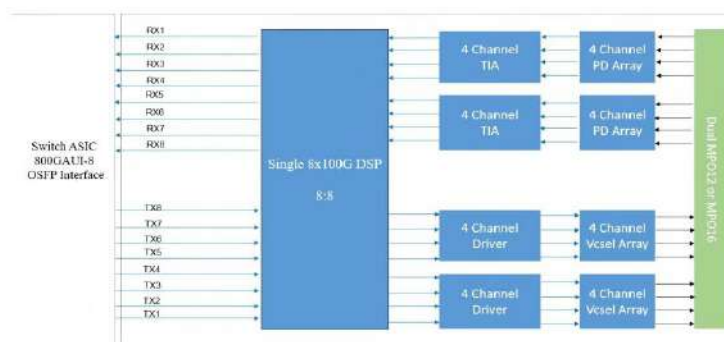 RX1
RX2
RX3
RX4
RX5
RX6
RX7
RX8
Switch ASIC
800GAUI-8
OSFP Interface
TX8
TX7
TX6
TX5
TX4
TX3
TX2
TX1
Single 8x100G DSP
8:8
4 Channel
TIA
4 Channel
PD Array
4 Channel
TIA
4 Channel
PD Array
4 Channel
Driver
4 Channel
Vcsel Array
4 Channel
Driver
4 Channel
Vcsel Array
Dual MPO12 or MPO16